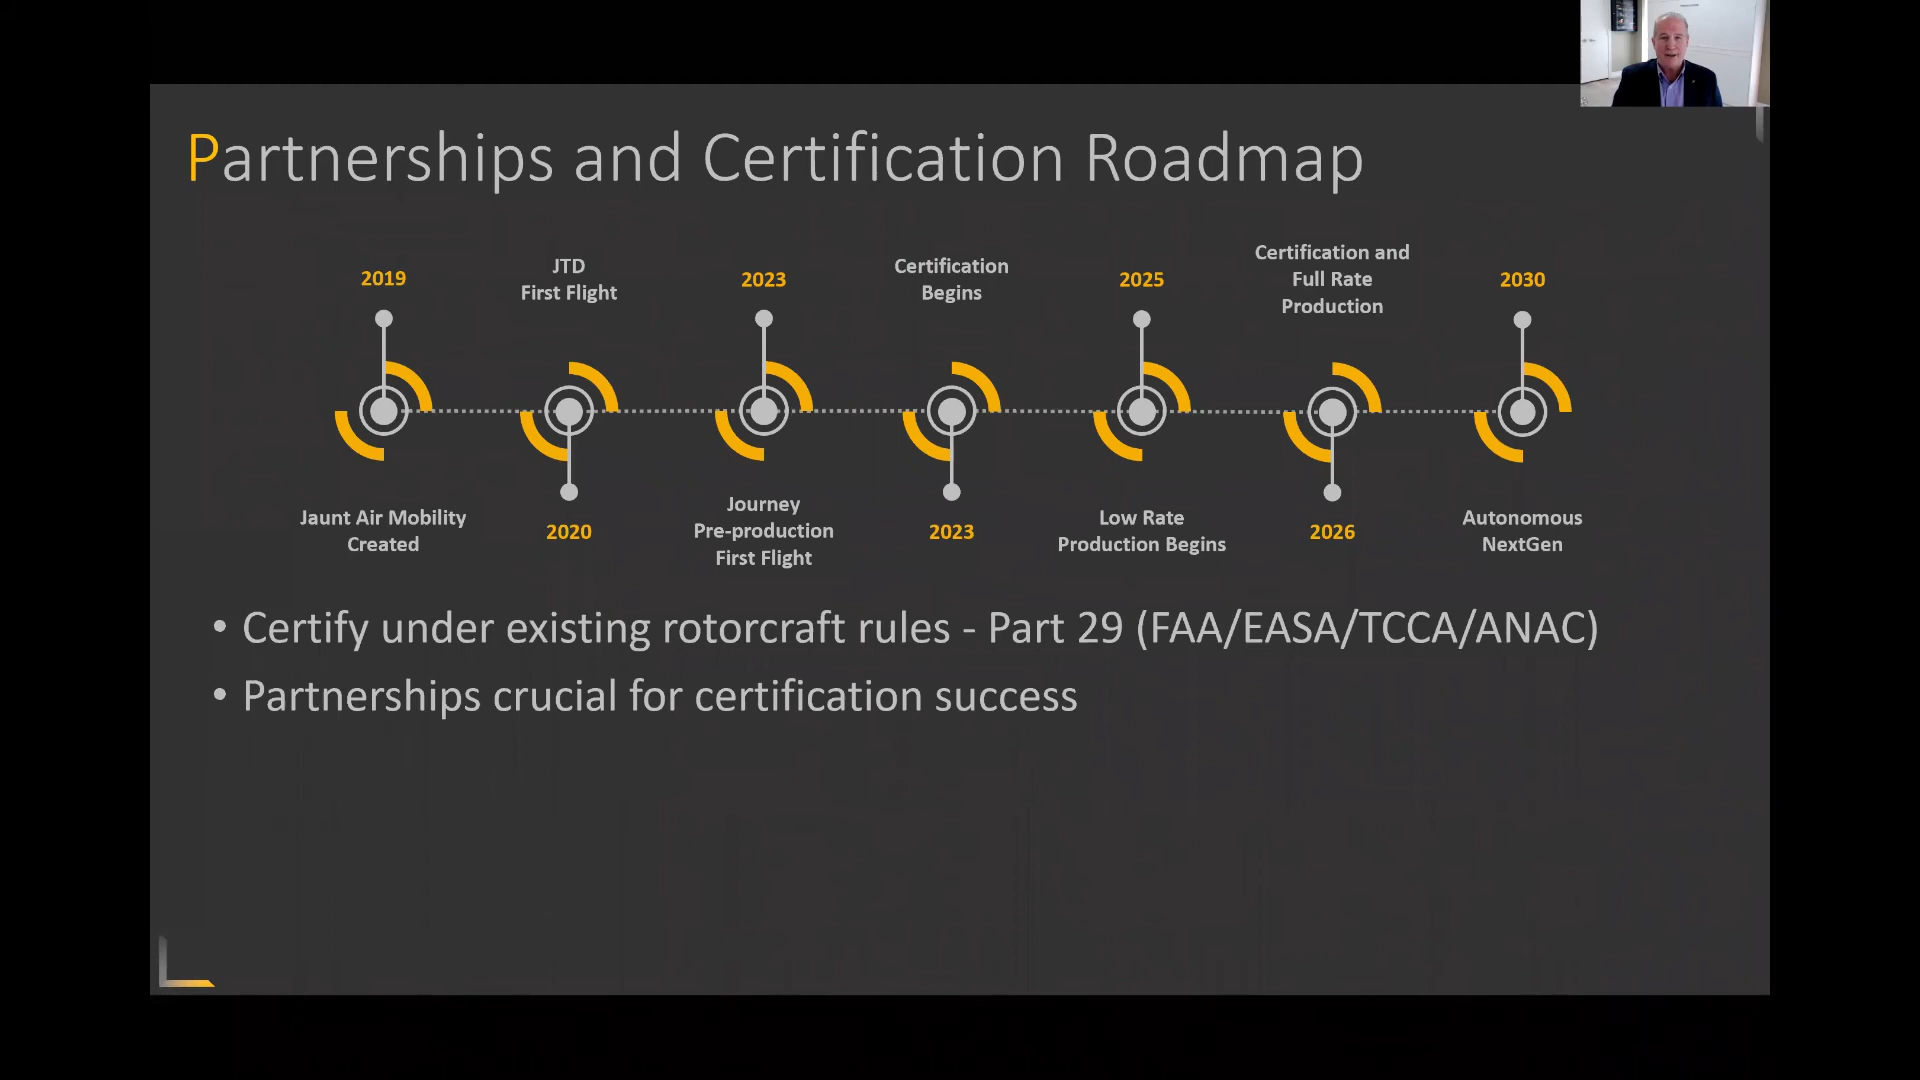 Partnerships and Certification Roadmap
2019
Jaunt Air Mobility
Created
JTD
First Flight
2020
2023
Journey
Pre-production
First Flight
Certification
Begins
2023
2025
Low Rate
Production Begins
Certification and
Full Rate
Production
2026
2030
Autonomous
NextGen
• Certify under existing rotorcraft rules - Part 29 (FAA/EASA/TCCA/ANAC)
• Partnerships crucial for certification success